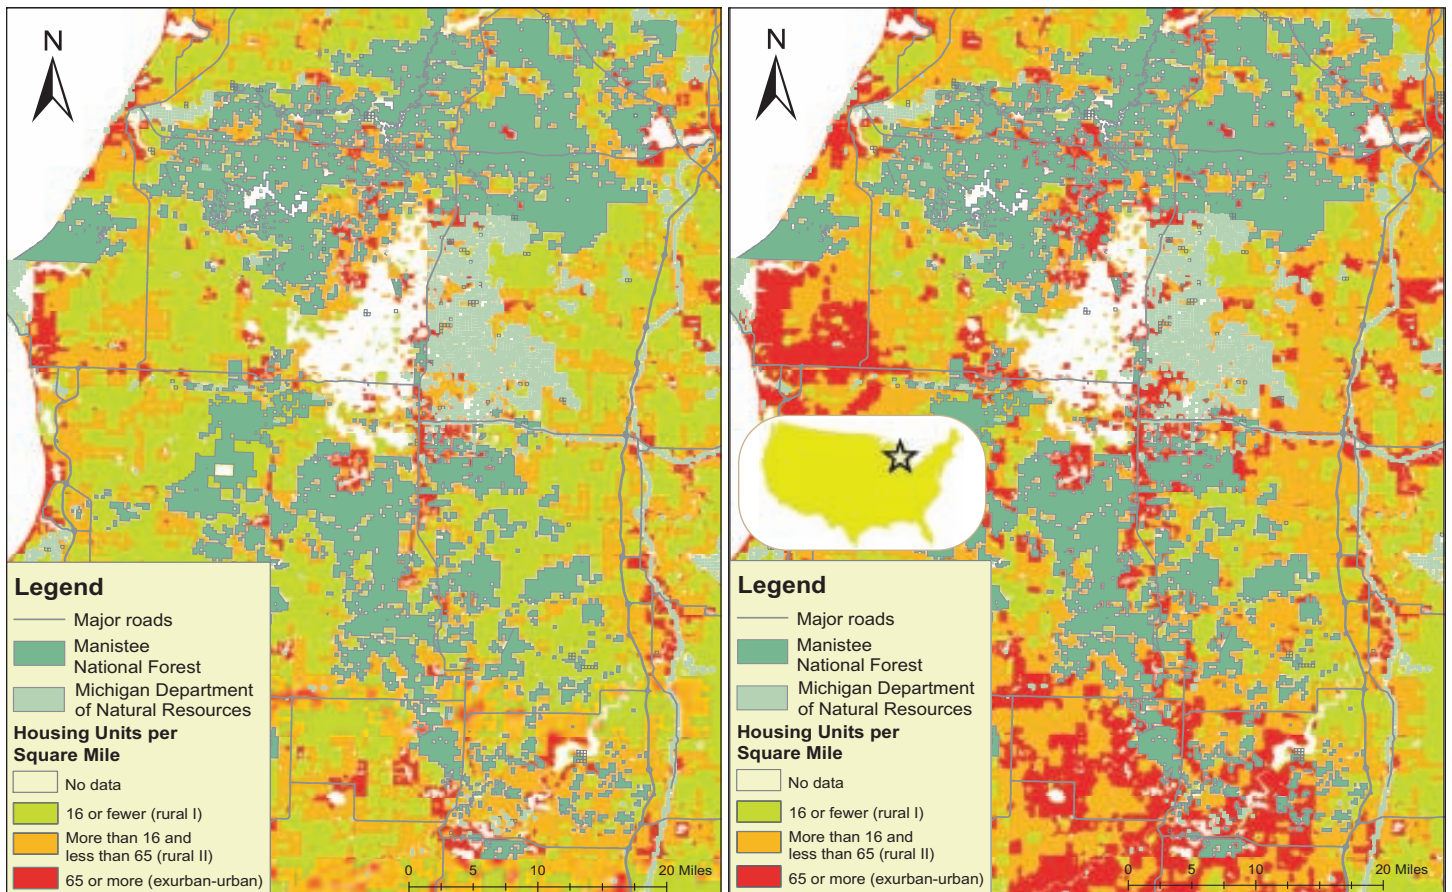 N
Legend
Major roads
Manistee
National Forest
Michigan Department
of Natural Resources
Housing Units per
Square Mile
No data
16 or fewer (rural I)
More than 16 and
less than 65 (rural II)
65 or more (exurban-urban)
0 5 10 20 Miles
N
Legend
Major roads
Manistee
National Forest
Michigan Department
of Natural Resources
Housing Units per
Square Mile
No data
16 or fewer (rural I)
More than 16 and
less than 65 (rural II)
65 or more (exurban-urban)
0 5 10 20 Miles